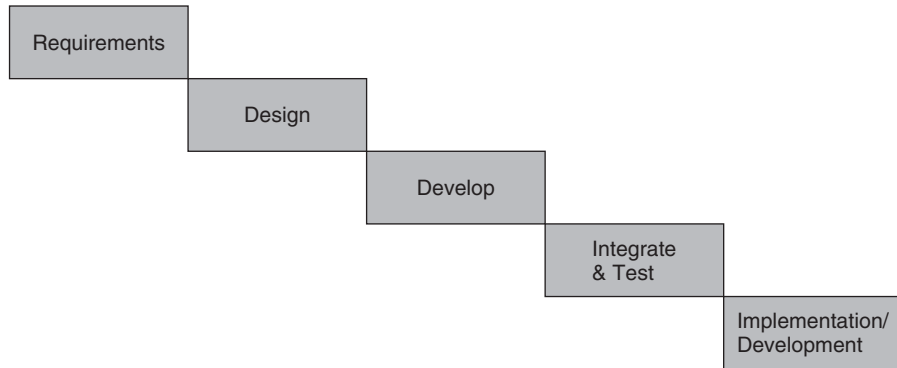 Requirements
Design
Develop
Integrate
& Test
Implementation/
Development